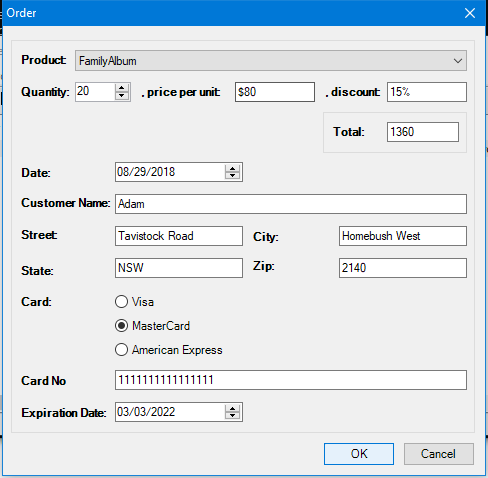 Order
Product: FamilyAlbum
Quantity: 20 , price per unit: $80 , discount: 15%
Total: 1360
Date: 08/29/2018
Customer Name: Adam
Street: Tavistock Road City: Homebush West
State: NSW Zip: 2140
Card: Visa
MasterCard
American Express
Card No 1111111111111111
Expiration Date: 03/03/2022
OK Cancel